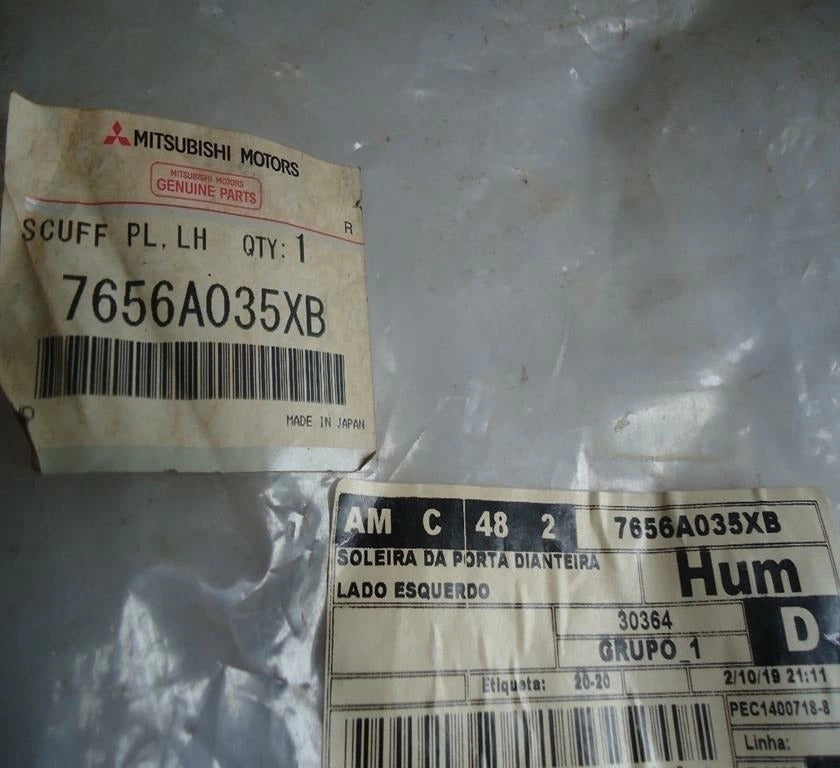 MITSUBISHI MOTORS
MITSUBISHI MOTORS
GENUINE PARTS
R
SCUFF PL, LH QTY: 1
7656A035XB
MADE IN JAPAN
AM C 48 2 7656A035XB
SOLEIRA DA PORTA DIANTEIRA
LADO ESQUERDO
Hum
30364
D
GRUPO_1
Etiqueta: 20-20 2/10/19 21:11
PEC1400718-8
Linha: